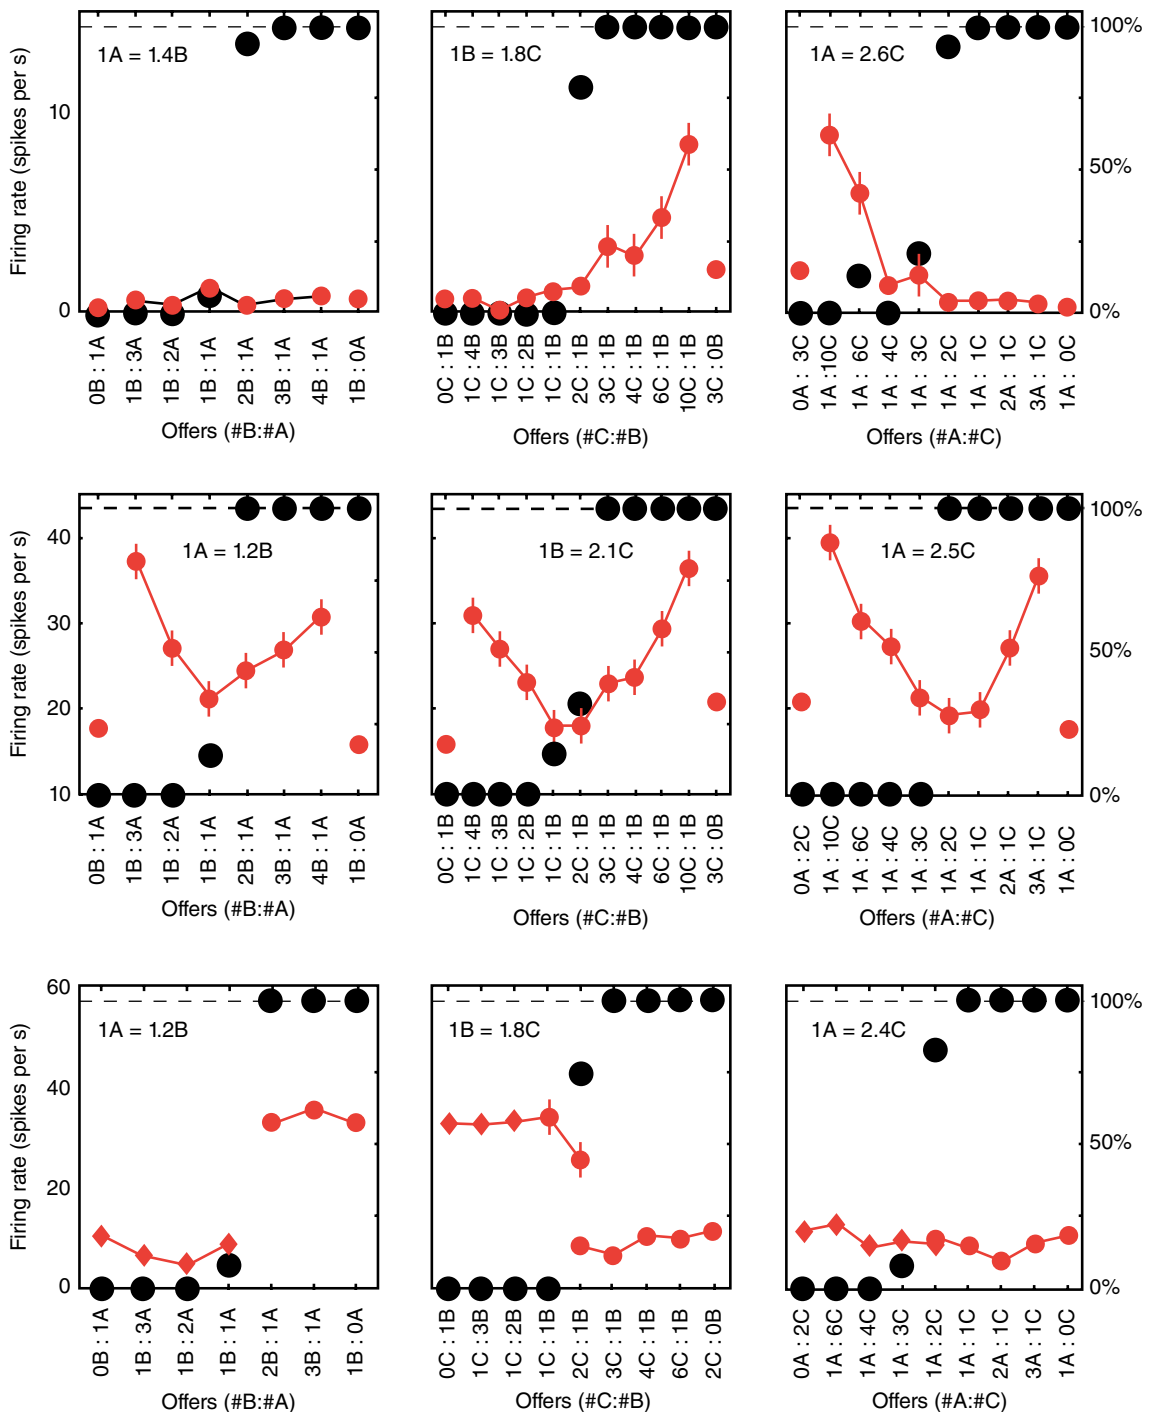 1A = 1.4B
1B = 1.8C
1A = 2.6C
100%
50%
0%
10
0
Firing rate (spikes per s)
0B : 1A
1B : 3A
1B : 2A
1B : 1A
2B : 1A
3B : 1A
4B : 1A
1B : 0A
Offers (#B:#A)
0C : 1B
1C : 4B
1C : 3B
1C : 2B
1C : 1B
2C : 1B
3C : 1B
4C : 1B
6C : 1B
10C : 1B
3C : 0B
Offers (#C:#B)
0A : 3C
1A :10C
1A : 6C
1A : 4C
1A : 3C
1A : 2C
1A : 1C
2A : 1C
3A : 1C
1A : 0C
Offers (#A:#C)
1A = 1.2B
1B = 2.1C
1A = 2.5C
100%
50%
0%
40
30
20
10
Firing rate (spikes per s)
0B : 1A
1B : 3A
1B : 2A
1B : 1A
2B : 1A
3B : 1A
4B : 1A
1B : 0A
Offers (#B:#A)
0C : 1B
1C : 4B
1C : 3B
1C : 2B
1C : 1B
2C : 1B
3C : 1B
4C : 1B
6C : 1B
10C : 1B
3C : 0B
Offers (#C:#B)
0A : 2C
1A : 10C
1A : 6C
1A : 4C
1A : 3C
1A : 2C
1A : 1C
2A : 1C
3A : 1C
1A : 0C
Offers (#A:#C)
1A = 1.2B
1B = 1.8C
1A = 2.4C
100%
50%
0%
60
40
20
0
Firing rate (spikes per s)
0B : 1A
1B : 3A
1B : 2A
1B : 1A
2B : 1A
3B : 1A
1B : 0A
Offers (#B:#A)
0C : 1B
1C : 3B
1C : 2B
1C : 1B
2C : 1B
3C : 1B
4C : 1B
6C : 1B
2C : 0B
Offers (#C:#B)
0A : 2C
1A : 6C
1A : 4C
1A : 3C
1A : 2C
1A : 1C
2A : 1C
3A : 1C
1A : 0C
Offers (#A:#C)